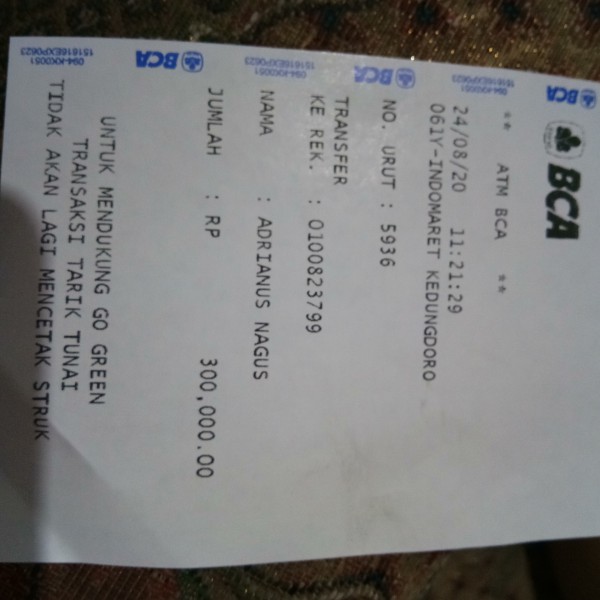 BCA
** ATM BCA **
24/08/20 11:21:29
061Y-INDOMARET KEDUNGDORO
NO. URUT : 5936
TRANSFER
KE REK. : 0100823799
NAMA : ADRIANUS NAGUS
JUMLAH : RP 300,000.00
UNTUK MENDUKUNG GO GREEN
TRANSAKSI TARIK TUNAI
TIDAK AKAN LAGI MENCETAK STRUK
BCA
BCA
BCA